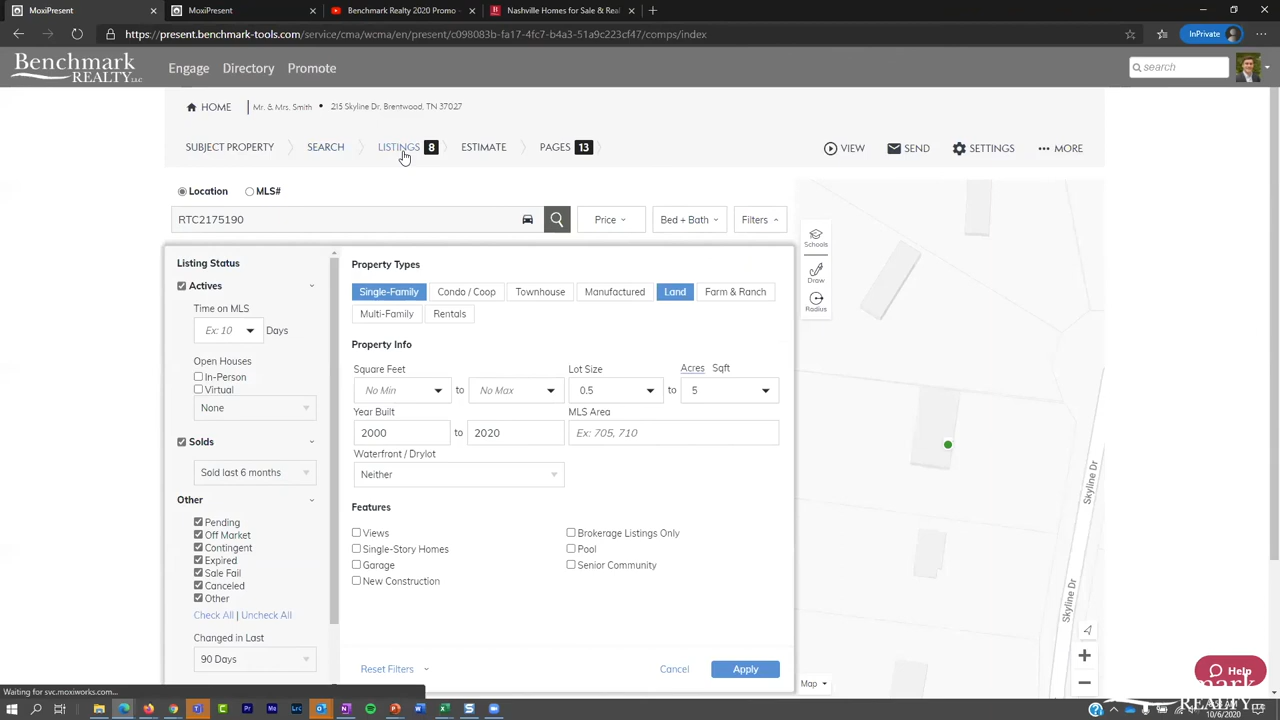 MoxiPresent
MoxiPresent
Benchmark Realty 2020 Promo
Nashville Homes for Sale & Real
https://present.benchmark-tools.com/service/cma/wcma/en/present/c098083b-fa17-4fc7-b4a3-51a9c223cf47/comps/index
InPrivate
Benchmark
REALTY, LLC
Engage Directory Promote
search
HOME Mr. & Mrs. Smith • 215 Skyline Dr, Brentwood, TN 37027
SUBJECT PROPERTY SEARCH LISTINGS 8 ESTIMATE PAGES 13
VIEW SEND SETTINGS MORE
Location MLS#
RTC2175190
Price Bed + Bath Filters
Listing Status
Actives
Time on MLS
Ex: 10 Days
Open Houses
In-Person
Virtual
None
Solds
Sold last 6 months
Other
Pending
Off Market
Contingent
Expired
Sale Fail
Canceled
Other
Check All | Uncheck All
Changed in Last
90 Days
Property Types
Single-Family Condo / Coop Townhouse Manufactured Land Farm & Ranch
Multi-Family Rentals
Property Info
Square Feet Lot Size Acres Sqft
No Min to No Max 0.5 to 5
Year Built MLS Area
2000 to 2020 Ex: 705, 710
Waterfront / Drylot
Neither
Features
Views Brokerage Listings Only
Single-Story Homes Pool
Garage Senior Community
New Construction
Reset Filters Cancel Apply
Schools
Draw
Radius
Skyline Dr
Skyline Dr
Map
Help
Benchmark
REALTY
Waiting for svc.moxiworks.com...
10/6/2020